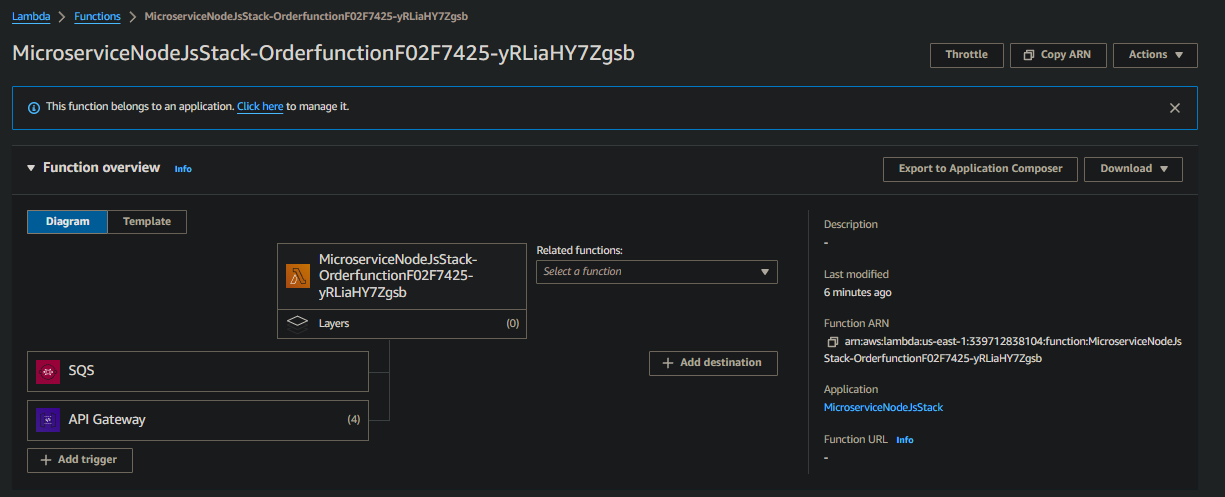 Lambda > Functions > MicroserviceNodeJsStack-OrderfunctionF02F7425-yRLiaHY7Zgsb
MicroserviceNodeJsStack-OrderfunctionF02F7425-yRLiaHY7Zgsb
Throttle
Copy ARN
Actions
This function belongs to an application. Click here to manage it.
Function overview Info
Export to Application Composer
Download
Diagram
Template
MicroserviceNodeJsStack-
OrderfunctionF02F7425-
yRLiaHY7Zgsb
Layers (0)
Related functions:
Select a function
SQS
API Gateway (4)
+ Add trigger
+ Add destination
Description
-
Last modified
6 minutes ago
Function ARN
arn:aws:lambda:us-east-1:339712838104:function:MicroserviceNodeJs
Stack-OrderfunctionF02F7425-yRLiaHY7Zgsb
Application
MicroserviceNodeJsStack
Function URL Info
-